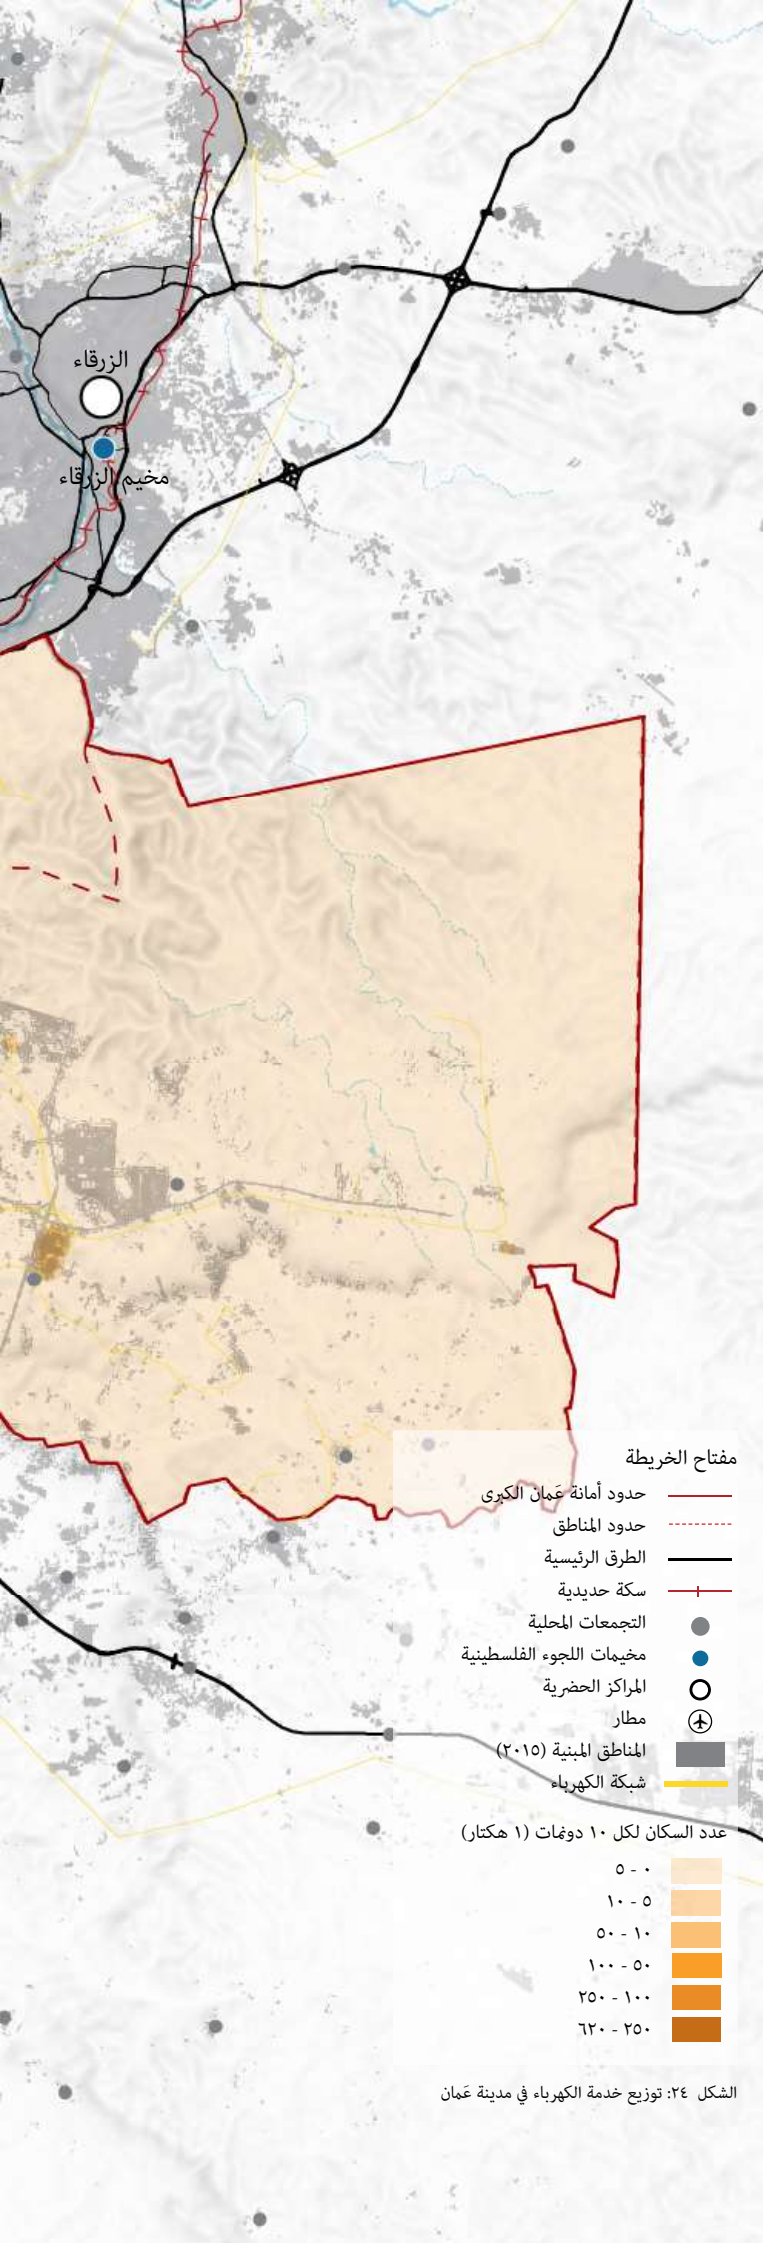 الزرقاء
مخيم الزرقاء
مفتاح الخريطة
حدود أمانة عَمان الكبرى
حدود المناطق
الطرق الرئيسية
سكة حديدية
التجمعات المحلية
مخيمات اللجوء الفلسطينية
المراكز الحضرية
مطار
المناطق المبنية (٢٠١٥)
شبكة الكهرباء
عدد السكان لكل ١٠ دونمات (١ هكتار)
٠ - ٥
٥ - ١٠
١٠ - ٥٠
٥٠ - ١٠٠
١٠٠ - ٢٥٠
٢٥٠ - ٦٢٠
الشكل ٢٤: توزيع خدمة الكهرباء في مدينة عَمان